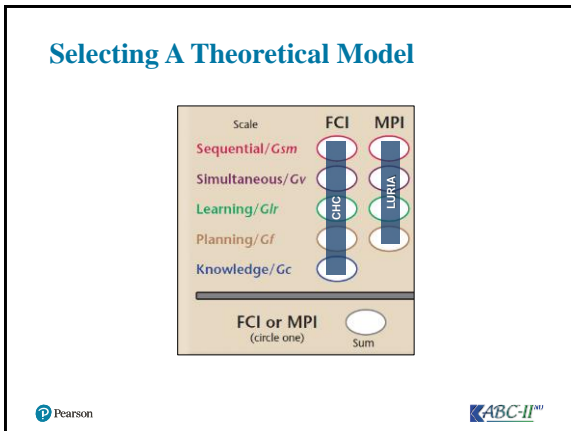 Selecting A Theoretical Model
Scale FCI MPI
Sequential/Gsm
Simultaneous/Gv
Learning/Glr
Planning/Gf
Knowledge/Gc
CHC
LURIA
FCI or MPI
(circle one)
Sum
Pearson
KABC-II NU